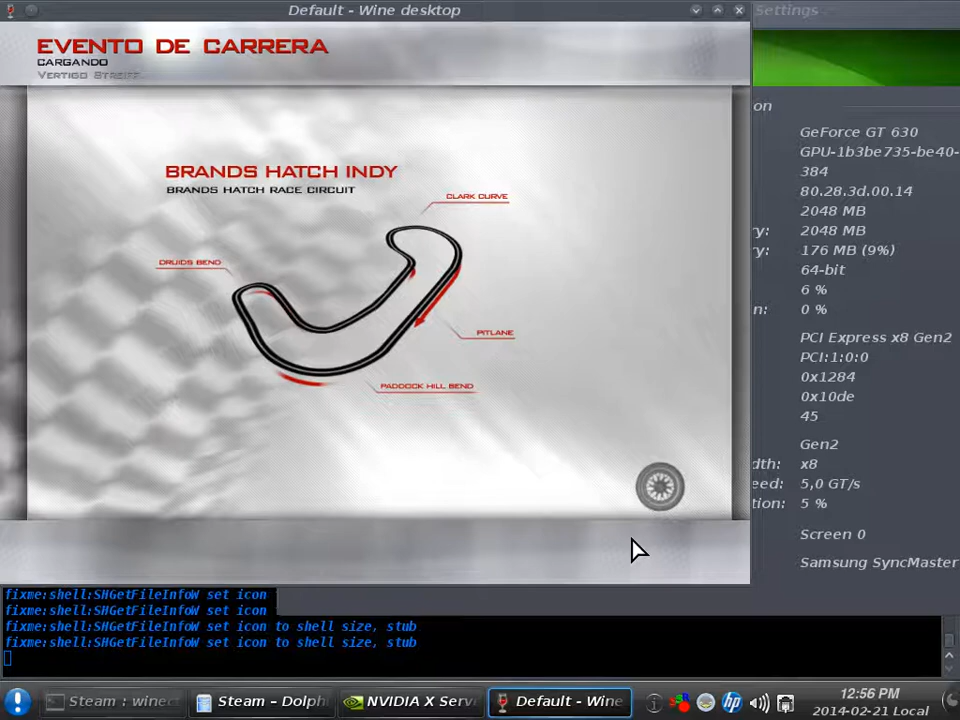 Default - Wine desktop
Settings
EVENTO DE CARRERA
CARGANDO
VERTIGO STREIFF
on
BRANDS HATCH INDY
BRANDS HATCH RACE CIRCUIT
CLARK CURVE
DRUIDS BEND
PITLANE
PADDOCK HILL BEND
GeForce GT 630
GPU-1b3be735-be40-
384
80.28.3d.00.14
2048 MB
ry: 2048 MB
ry: 176 MB (9%)
64-bit
6 %
n: 0 %
PCI Express x8 Gen2
PCI:1:0:0
0x1284
0x10de
45
Gen2
dth: x8
eed: 5,0 GT/s
tion: 5 %
Screen 0
Samsung SyncMaster
fixme:shell:SHGetFileInfoW set icon
fixme:shell:SHGetFileInfoW set icon
fixme:shell:SHGetFileInfoW set icon to shell size, stub
fixme:shell:SHGetFileInfoW set icon to shell size, stub
Steam : winec
Steam – Dolph
NVIDIA X Serv
Default - Wine
hp
12:56 PM
2014-02-21 Local